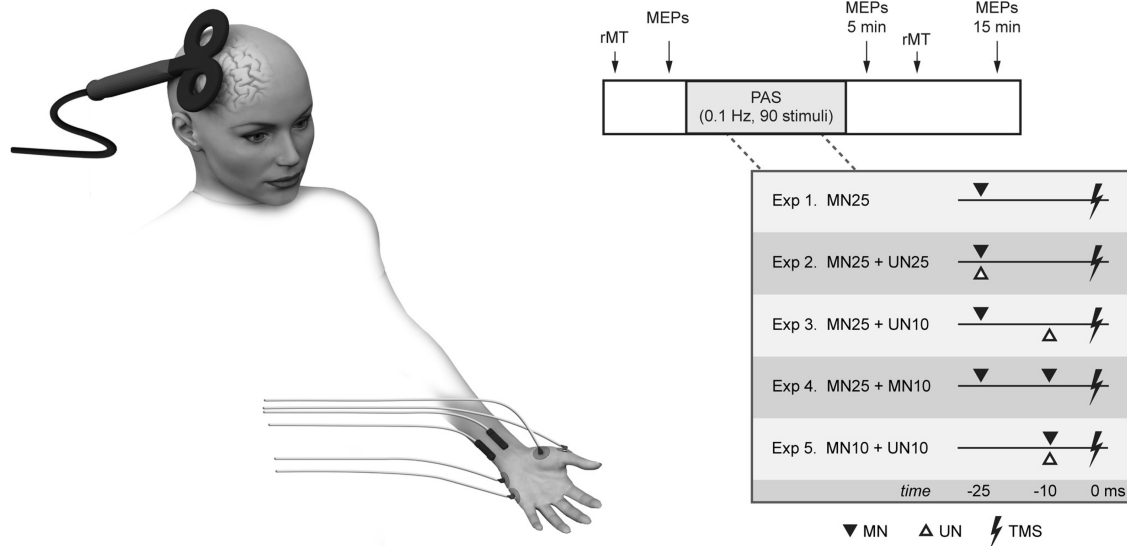 rMT
MEPs
MEPs
5 min
rMT
MEPs
15 min
PAS
(0.1 Hz, 90 stimuli)
Exp 1. MN25
Exp 2. MN25 + UN25
Exp 3. MN25 + UN10
Exp 4. MN25 + MN10
Exp 5. MN10 + UN10
time -25 -10 0 ms
MN UN TMS